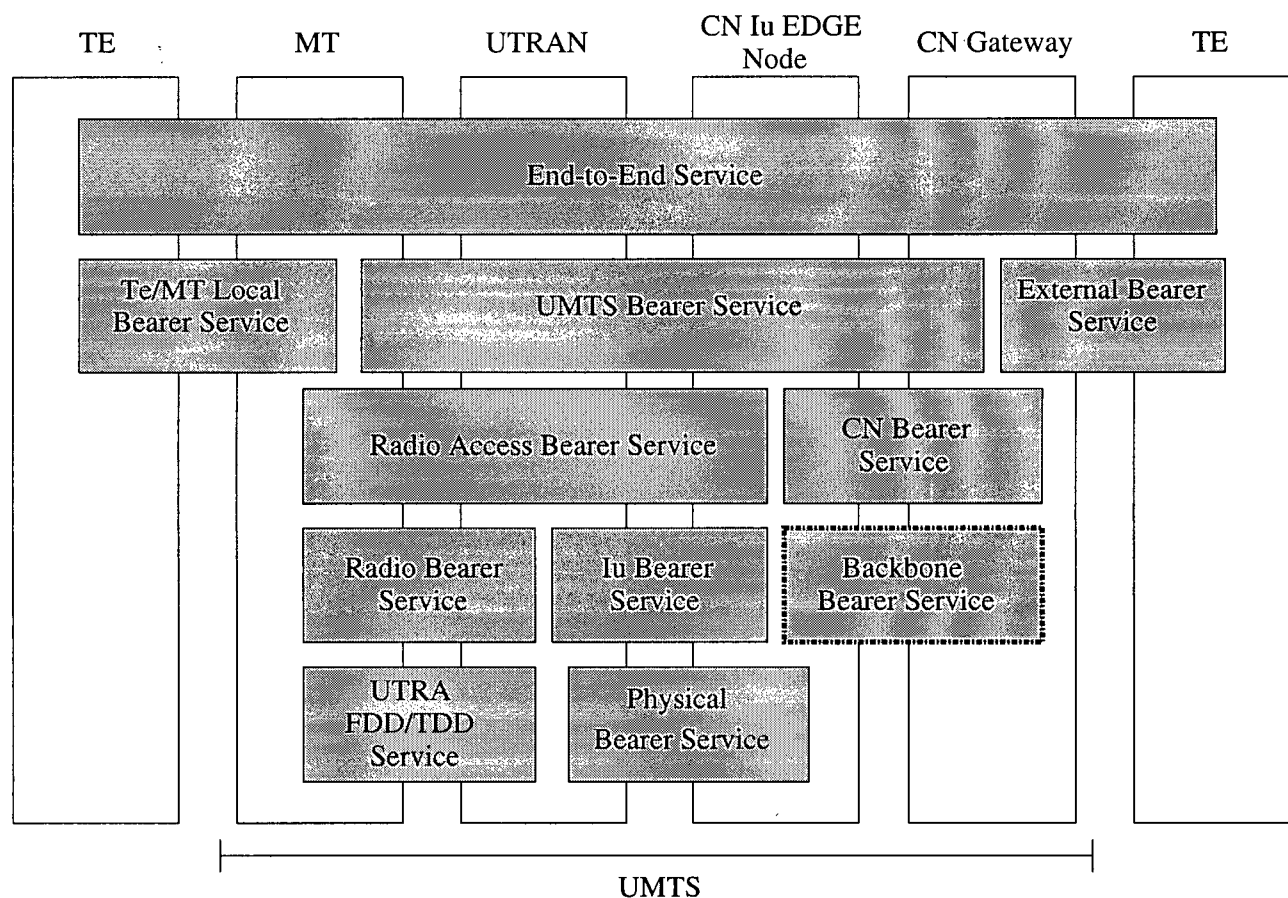 TE
MT
UTRAN
CN Iu EDGE
Node
CN Gateway
TE
End-to-End Service
Te/MT Local
Bearer Service
UMTS Bearer Service
External Bearer
Service
Radio Access Bearer Service
CN Bearer
Service
Radio Bearer
Service
Iu Bearer
Service
Backbone
Bearer Service
UTRA
FDD/TDD
Service
Physical
Bearer Service
UMTS